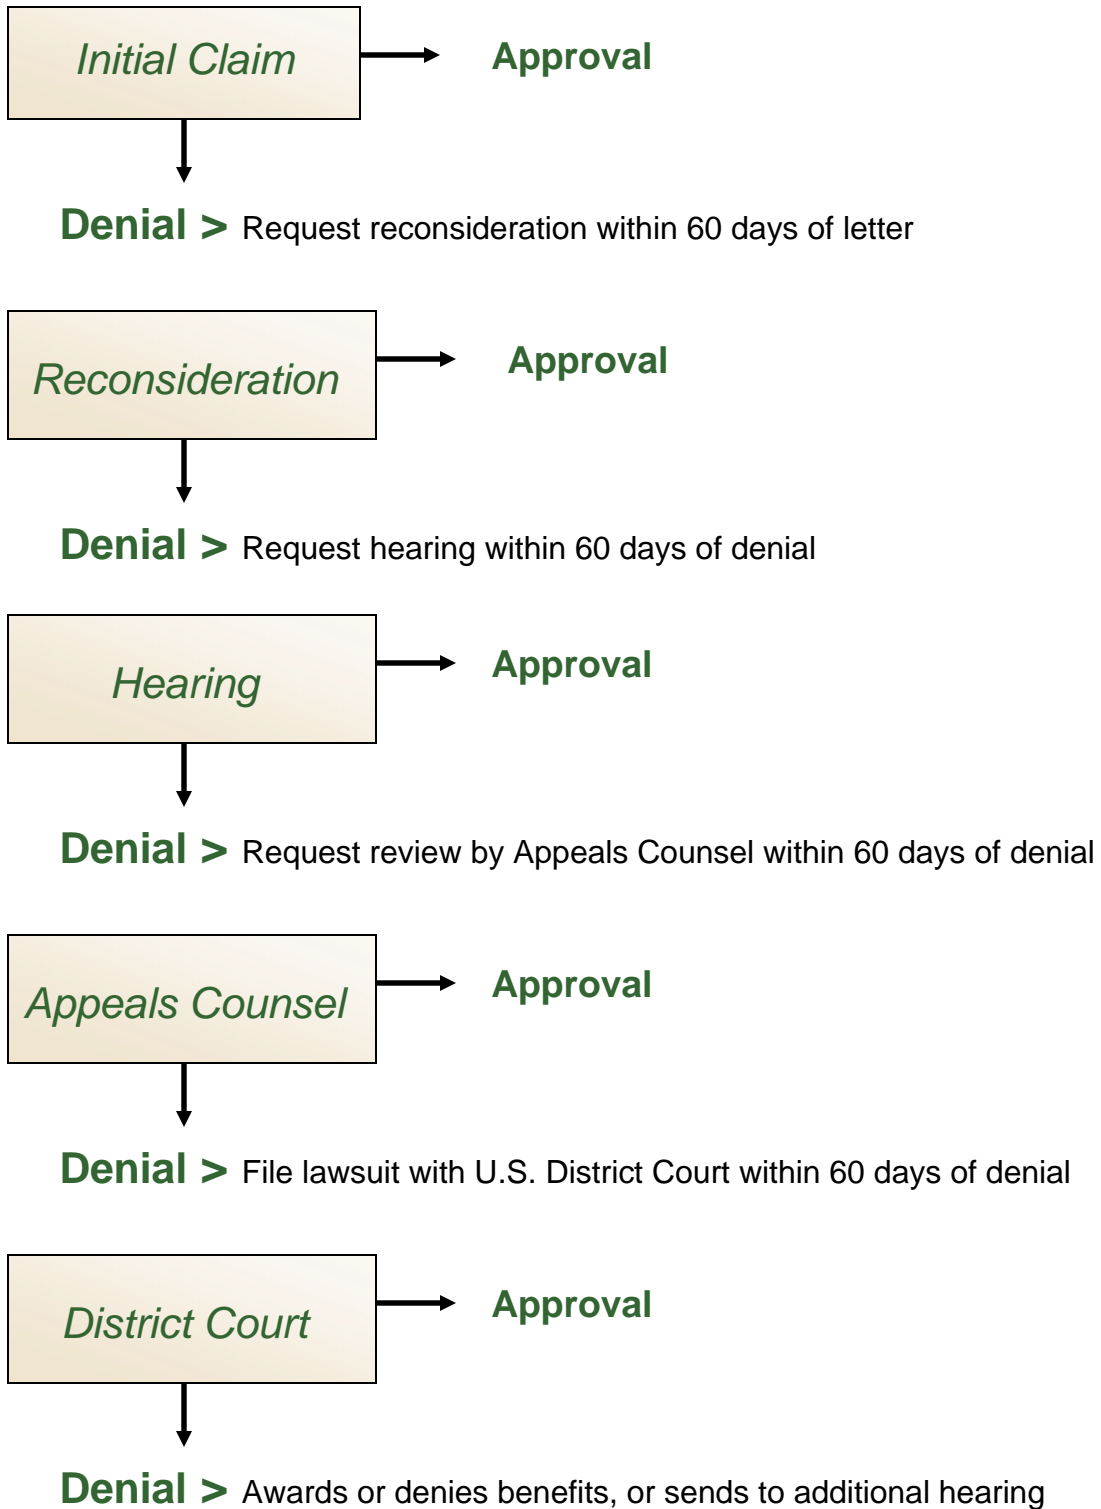 Initial Claim Approval
Denial > Request reconsideration within 60 days of letter
Reconsideration Approval
Denial > Request hearing within 60 days of denial
Hearing Approval
Denial > Request review by Appeals Counsel within 60 days of denial
Appeals Counsel Approval
Denial > File lawsuit with U.S. District Court within 60 days of denial
District Court Approval
Denial > Awards or denies benefits, or sends to additional hearing